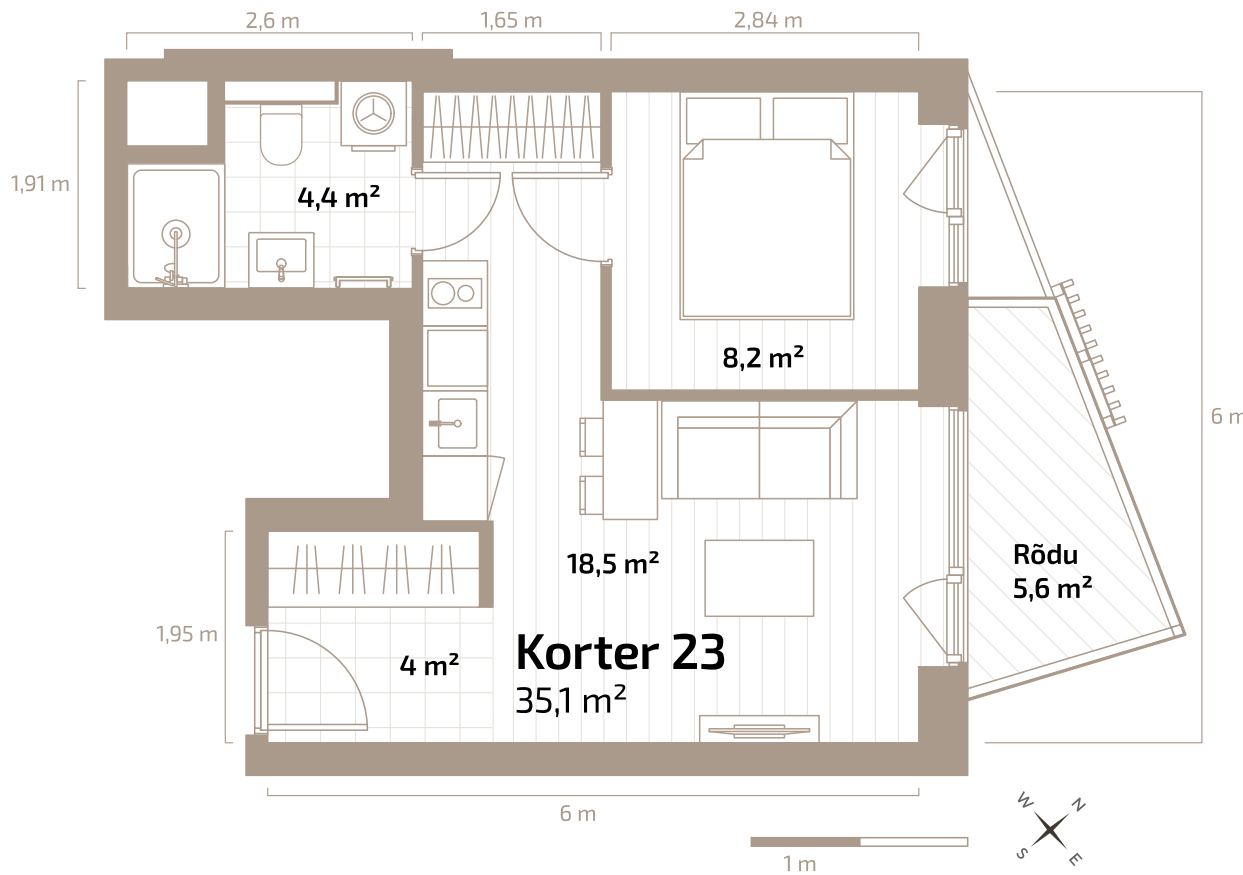 2,6 m
1,65 m
2,84 m
1,91 m
4,4 m²
8,2 m²
6 m
Rõdu
5,6 m²
18,5 m²
1,95 m
4 m²
Korter 23
35,1 m²
6 m
1 m
W
N
S
E